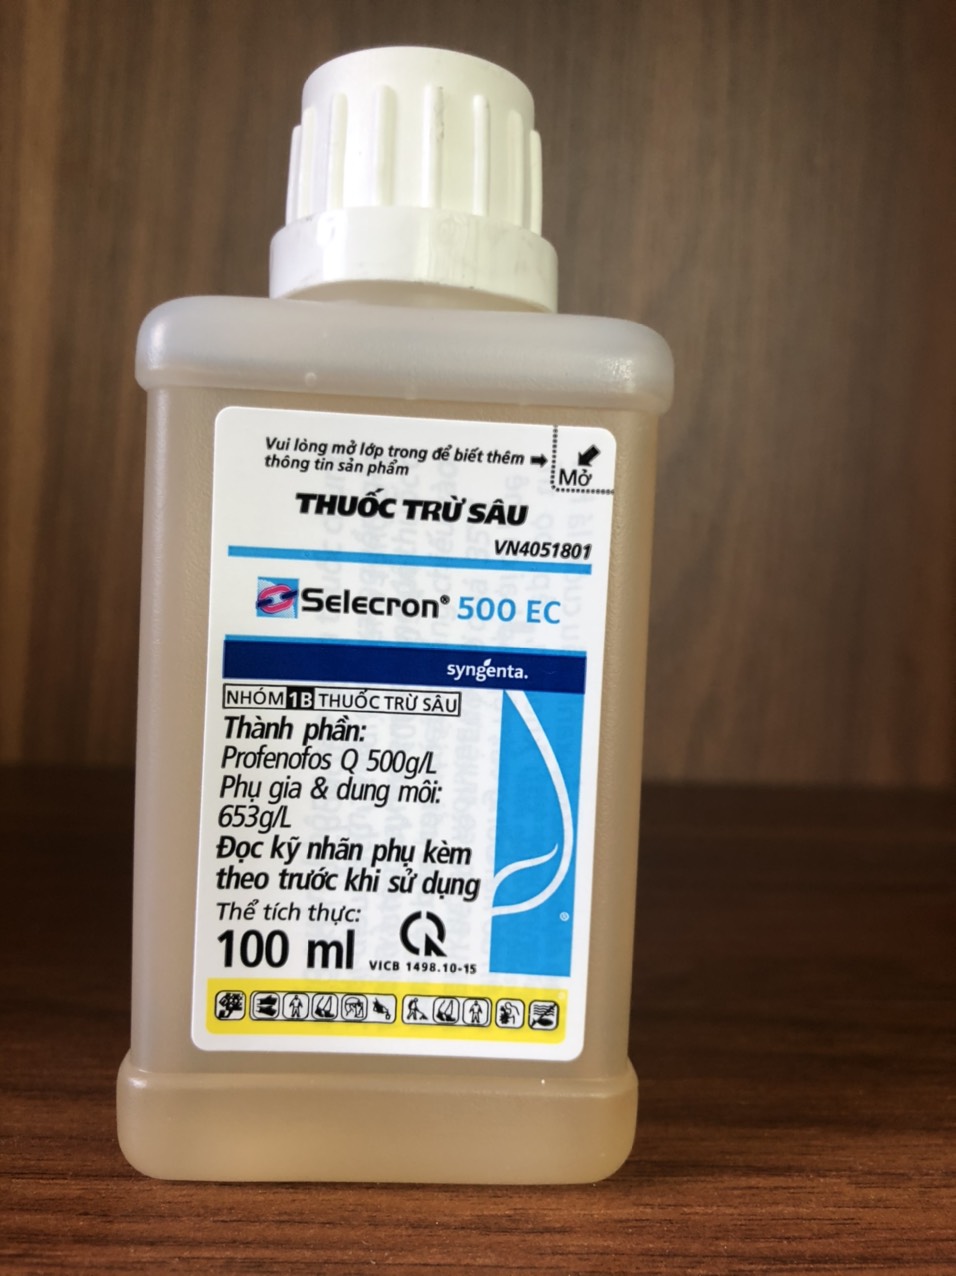 Vui lòng mở lớp trong để biết thêm
thông tin sản phẩm
Mở
THUỐC TRỪ SÂU
VN4051801
Selecron® 500 EC
syngenta.
NHÓM 1B THUỐC TRỪ SÂU
Thành phần:
Profenofos Q 500g/L
Phụ gia & dung môi:
653g/L
Đọc kỹ nhãn phụ kèm
theo trước khi sử dụng
Thể tích thực:
100 ml
VICB 1498.10-15
®